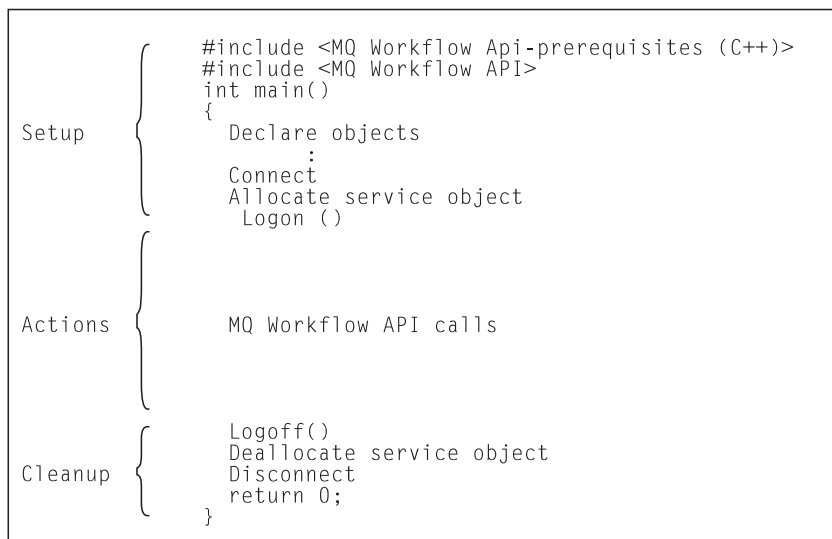 #include <MQ Workflow Api-prerequisites (C++)>
#include <MQ Workflow API>
int main()
{
Setup Declare objects
:
Connect
Allocate service object
Logon ()
Actions MQ Workflow API calls
Logoff()
Deallocate service object
Cleanup Disconnect
return 0;
}